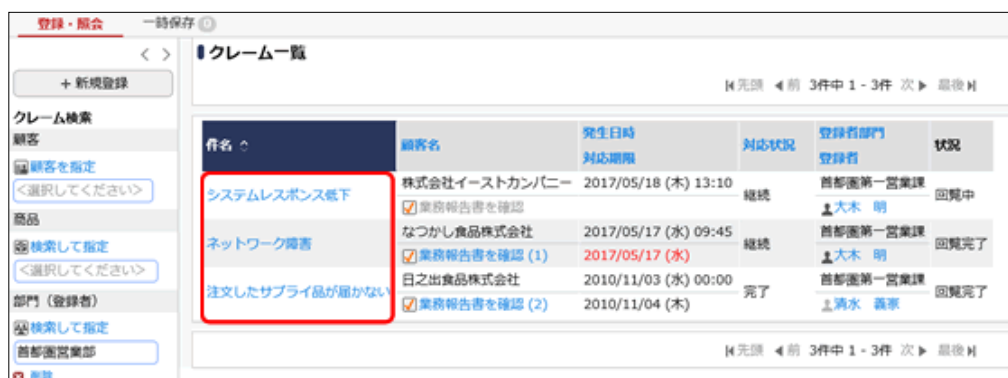 登録・照会 一時保存
クレーム一覧
+ 新規登録
先頭 前 3件中 1 - 3件 次 最後
クレーム検索
顧客
顧客を指定
<選択してください>
商品
検索して指定
<選択してください>
部門（登録者）
検索して指定
首都圏営業部
削除
件名 顧客名 発生日時 対応状況 登録者部門 状況
対応期限 登録者
システムレスポンス低下 株式会社イーストカンパニー 2017/05/18 (木) 13:10 継続 首都圏第一営業課 回覧中
業務報告書を確認 大木 明
ネットワーク障害 なつかし食品株式会社 2017/05/17 (水) 09:45 継続 首都圏第一営業課 回覧完了
業務報告書を確認 (1) 2017/05/17 (水) 大木 明
注文したサプライ品が届かない 日之出食品株式会社 2010/11/03 (水) 00:00 完了 首都圏第一営業課 回覧完了
業務報告書を確認 (2) 2010/11/04 (木) 清水 義憲
先頭 前 3件中 1 - 3件 次 最後